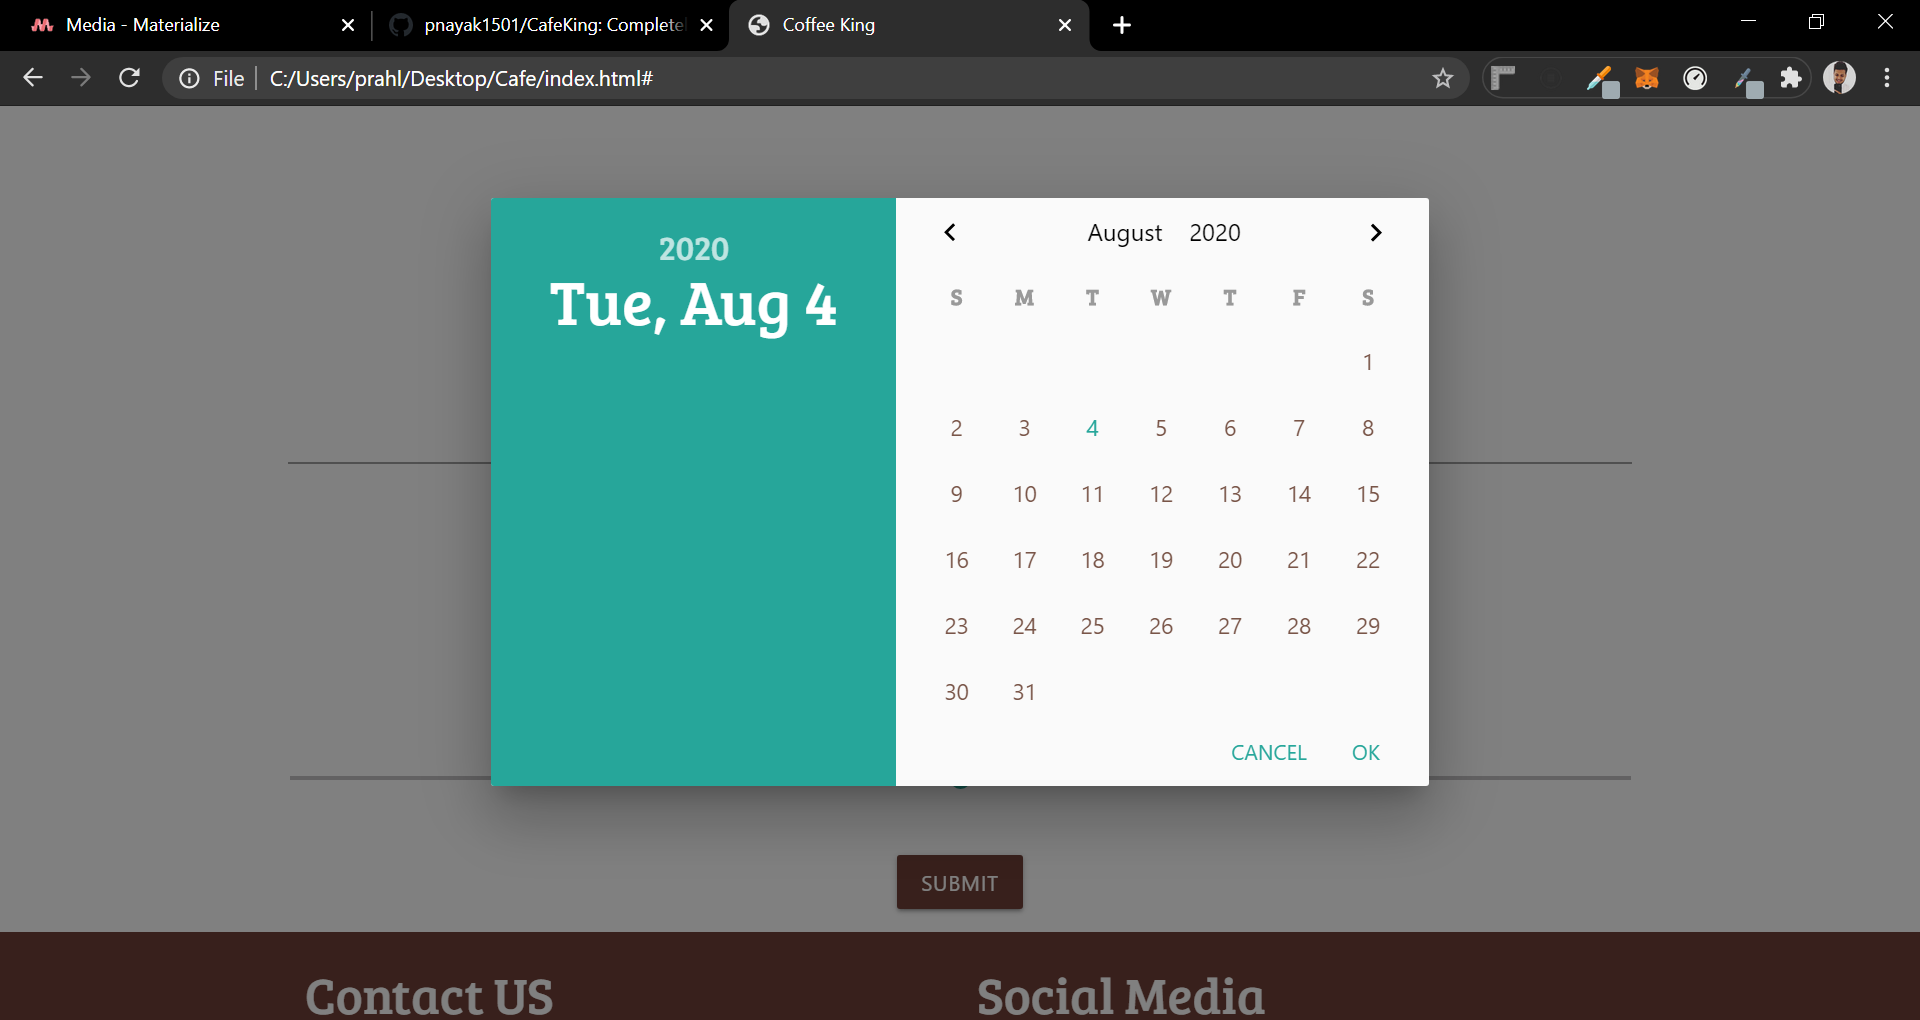 Media - Materialize
pnayak1501/CafeKing: Complete
Coffee King
File C:/Users/prahl/Desktop/Cafe/index.html#
2020
Tue, Aug 4
August 2020
S M T W T F S
1
2 3 4 5 6 7 8
9 10 11 12 13 14 15
16 17 18 19 20 21 22
23 24 25 26 27 28 29
30 31
CANCEL OK
SUBMIT
Contact US
Social Media